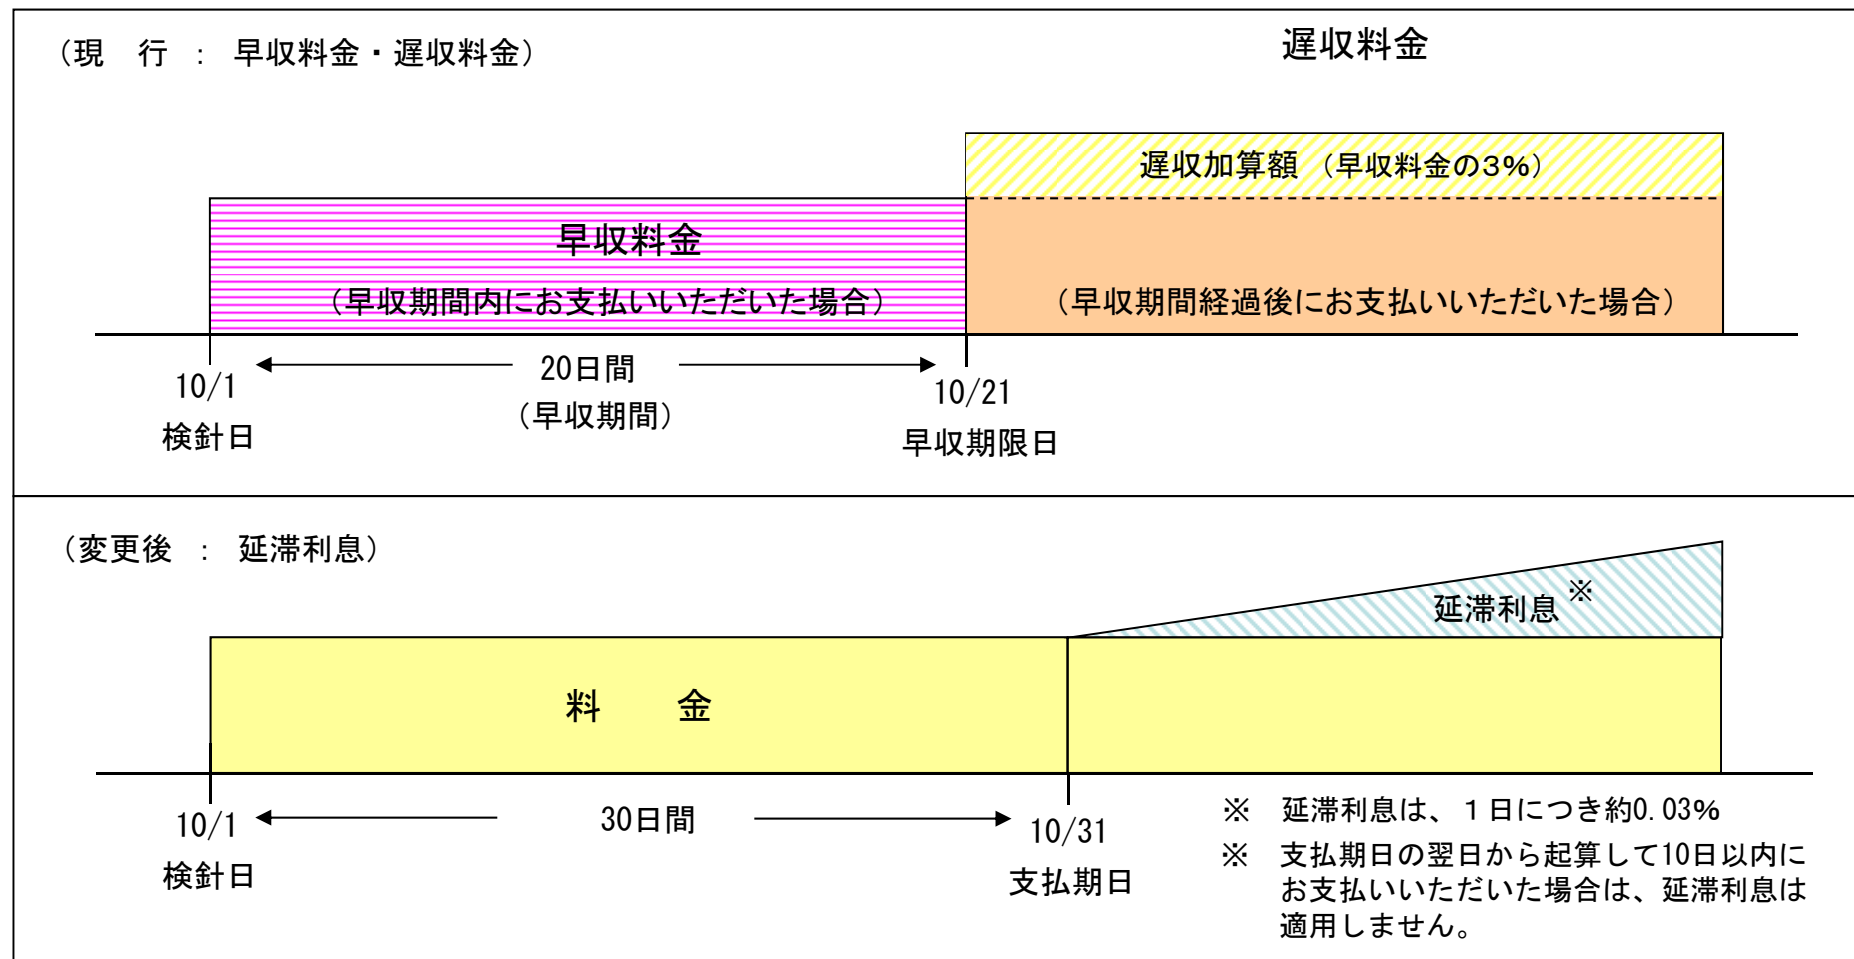 （現　行　：　早収料金・遅収料金）
遅収料金
遅収加算額　（早収料金の3%）
早収料金
（早収期間内にお支払いいただいた場合）
（早収期間経過後にお支払いいただいた場合）
20日間
（早収期間）
10/1
検針日
10/21
早収期限日
（変更後　：　延滞利息）
延滞利息※
料　　金
10/1
検針日
30日間
10/31
支払期日
※　延滞利息は、１日につき約0.03%
※　支払期日の翌日から起算して10日以内に
お支払いいただいた場合は、延滞利息は
適用しません。